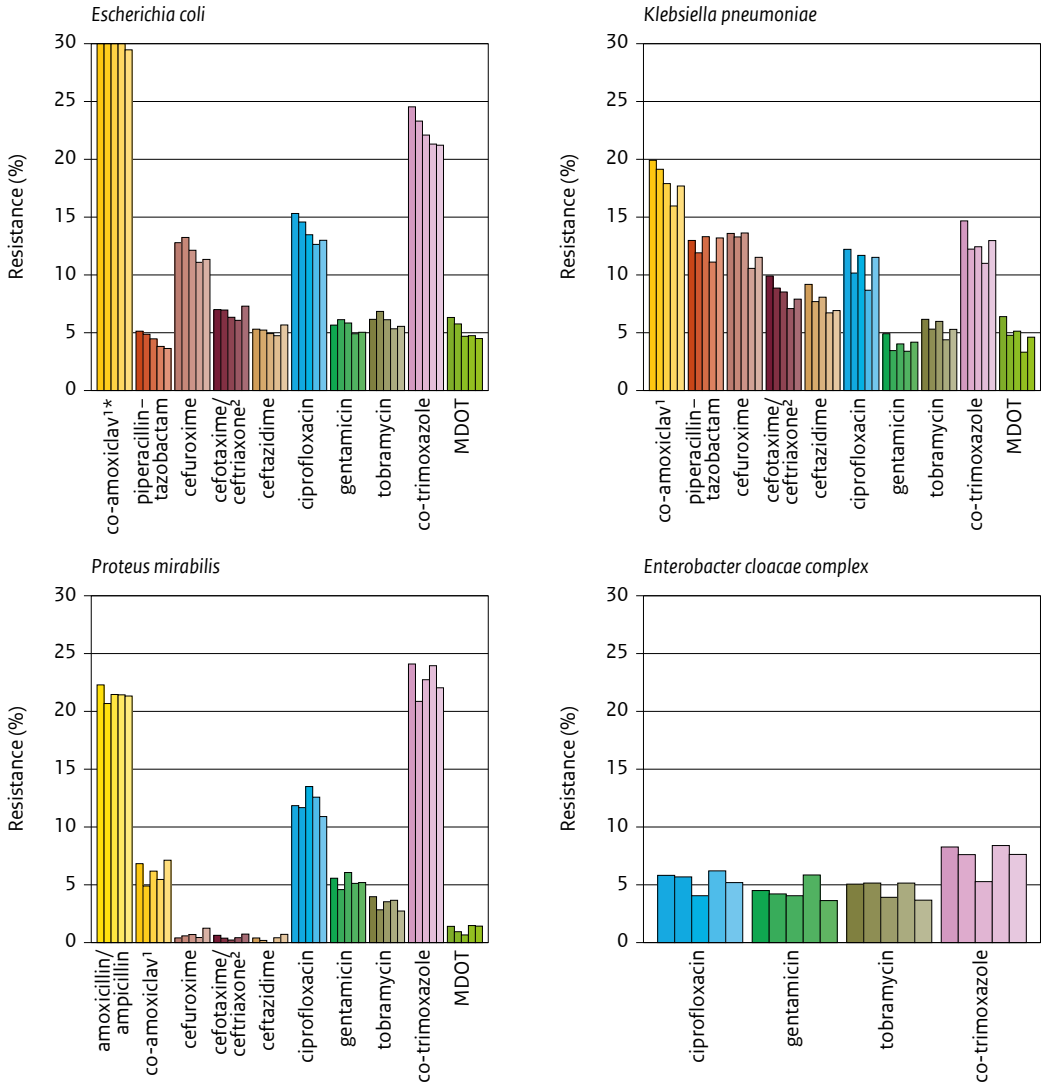 Escherichia coli
Resistance (%)
30
25
20
15
10
5
0
co-amoxiclav¹*
piperacillin–
tazobactam
cefuroxime
cefotaxime/
ceftriaxone²
ceftazidime
ciprofloxacin
gentamicin
tobramycin
co-trimoxazole
MDOT
Klebsiella pneumoniae
Resistance (%)
30
25
20
15
10
5
0
co-amoxiclav¹
piperacillin–
tazobactam
cefuroxime
cefotaxime/
ceftriaxone²
ceftazidime
ciprofloxacin
gentamicin
tobramycin
co-trimoxazole
MDOT
Proteus mirabilis
Resistance (%)
30
25
20
15
10
5
0
amoxicillin/
ampicillin
co-amoxiclav¹
cefuroxime
cefotaxime/
ceftriaxone²
ceftazidime
ciprofloxacin
gentamicin
tobramycin
co-trimoxazole
MDOT
Enterobacter cloacae complex
Resistance (%)
30
25
20
15
10
5
0
ciprofloxacin
gentamicin
tobramycin
co-trimoxazole